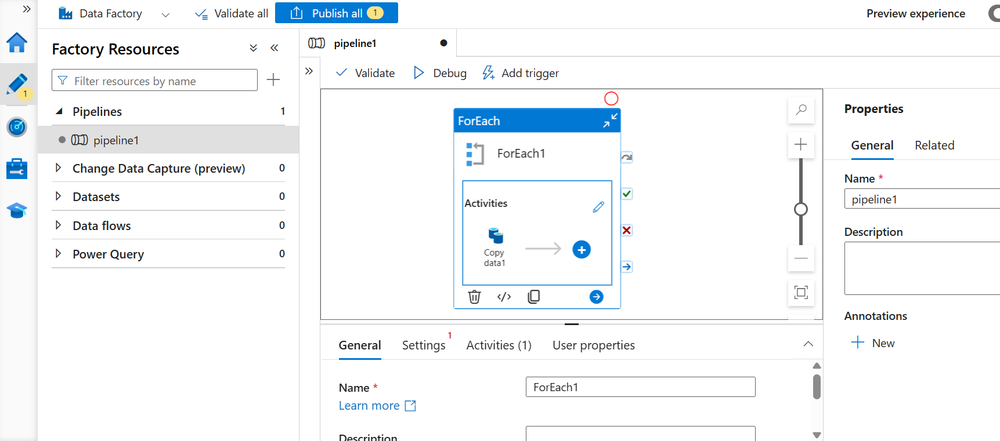 Data Factory
Validate all
Publish all 1
Preview experience
1
Factory Resources
Filter resources by name
Pipelines 1
pipeline1
Change Data Capture (preview) 0
Datasets 0
Data flows 0
Power Query 0
pipeline1
Validate
Debug
Add trigger
ForEach
ForEach1
Activities
Copy
data1
General
Settings 1
Activities (1)
User properties
Name *
ForEach1
Learn more
Description
Properties
General
Related
Name *
pipeline1
Description
Annotations
New